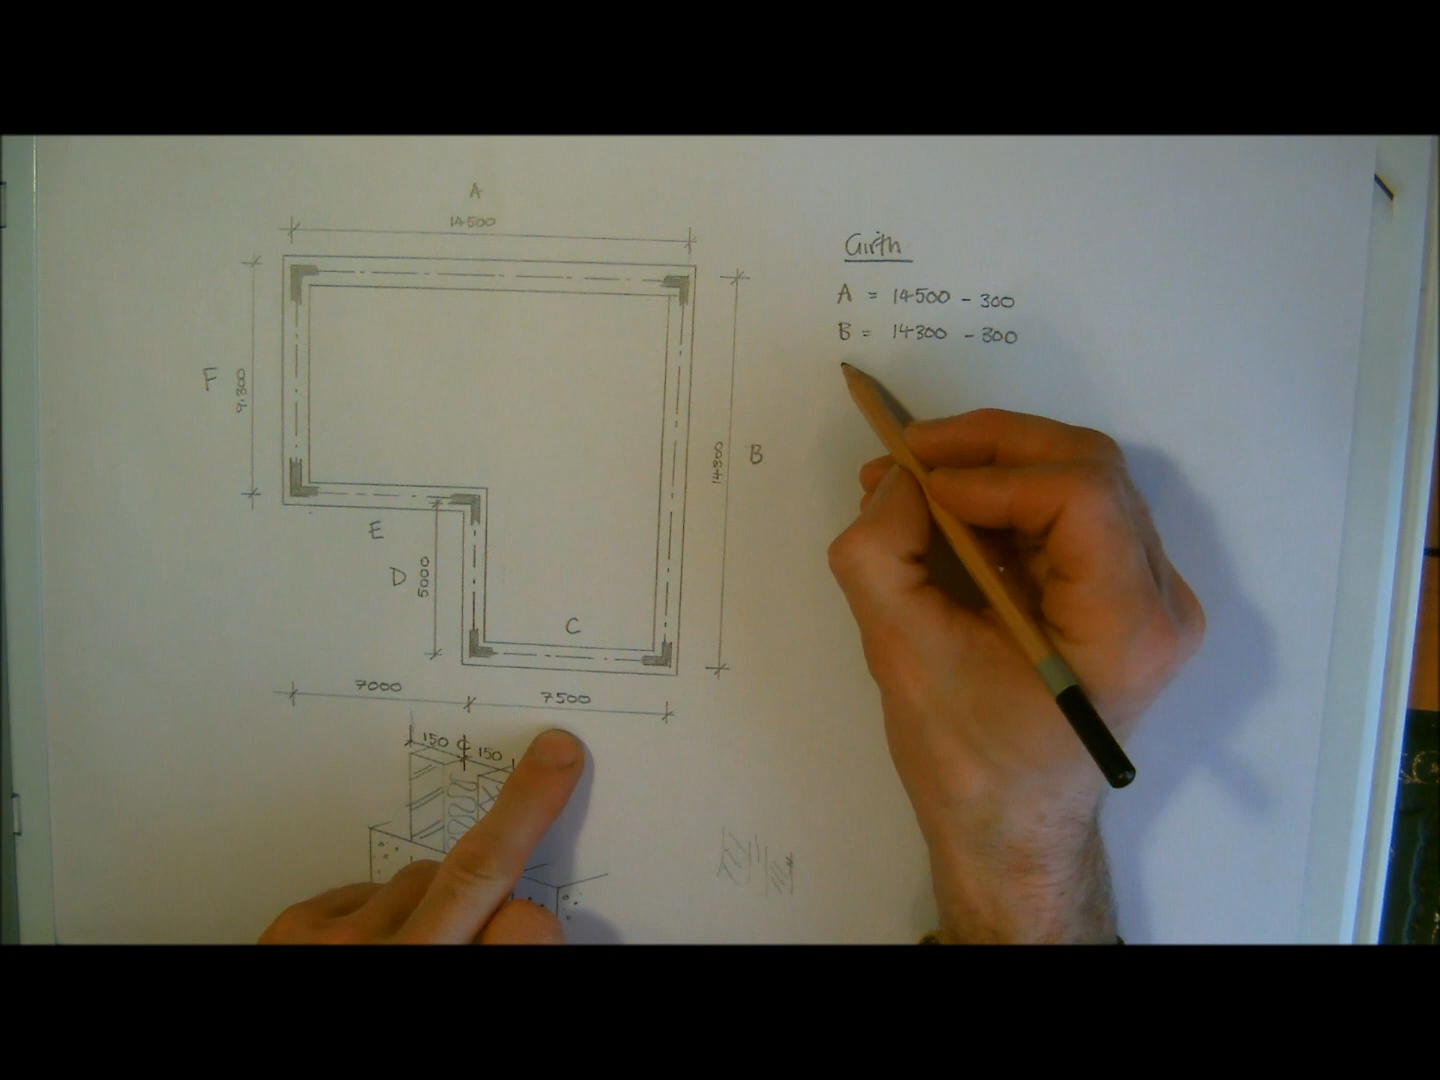 A
14500
Girth
A = 14500 - 300
B = 14300 - 300
F
9300
B
14300
E
D
5000
C
7000
7500
150 ℄ 150